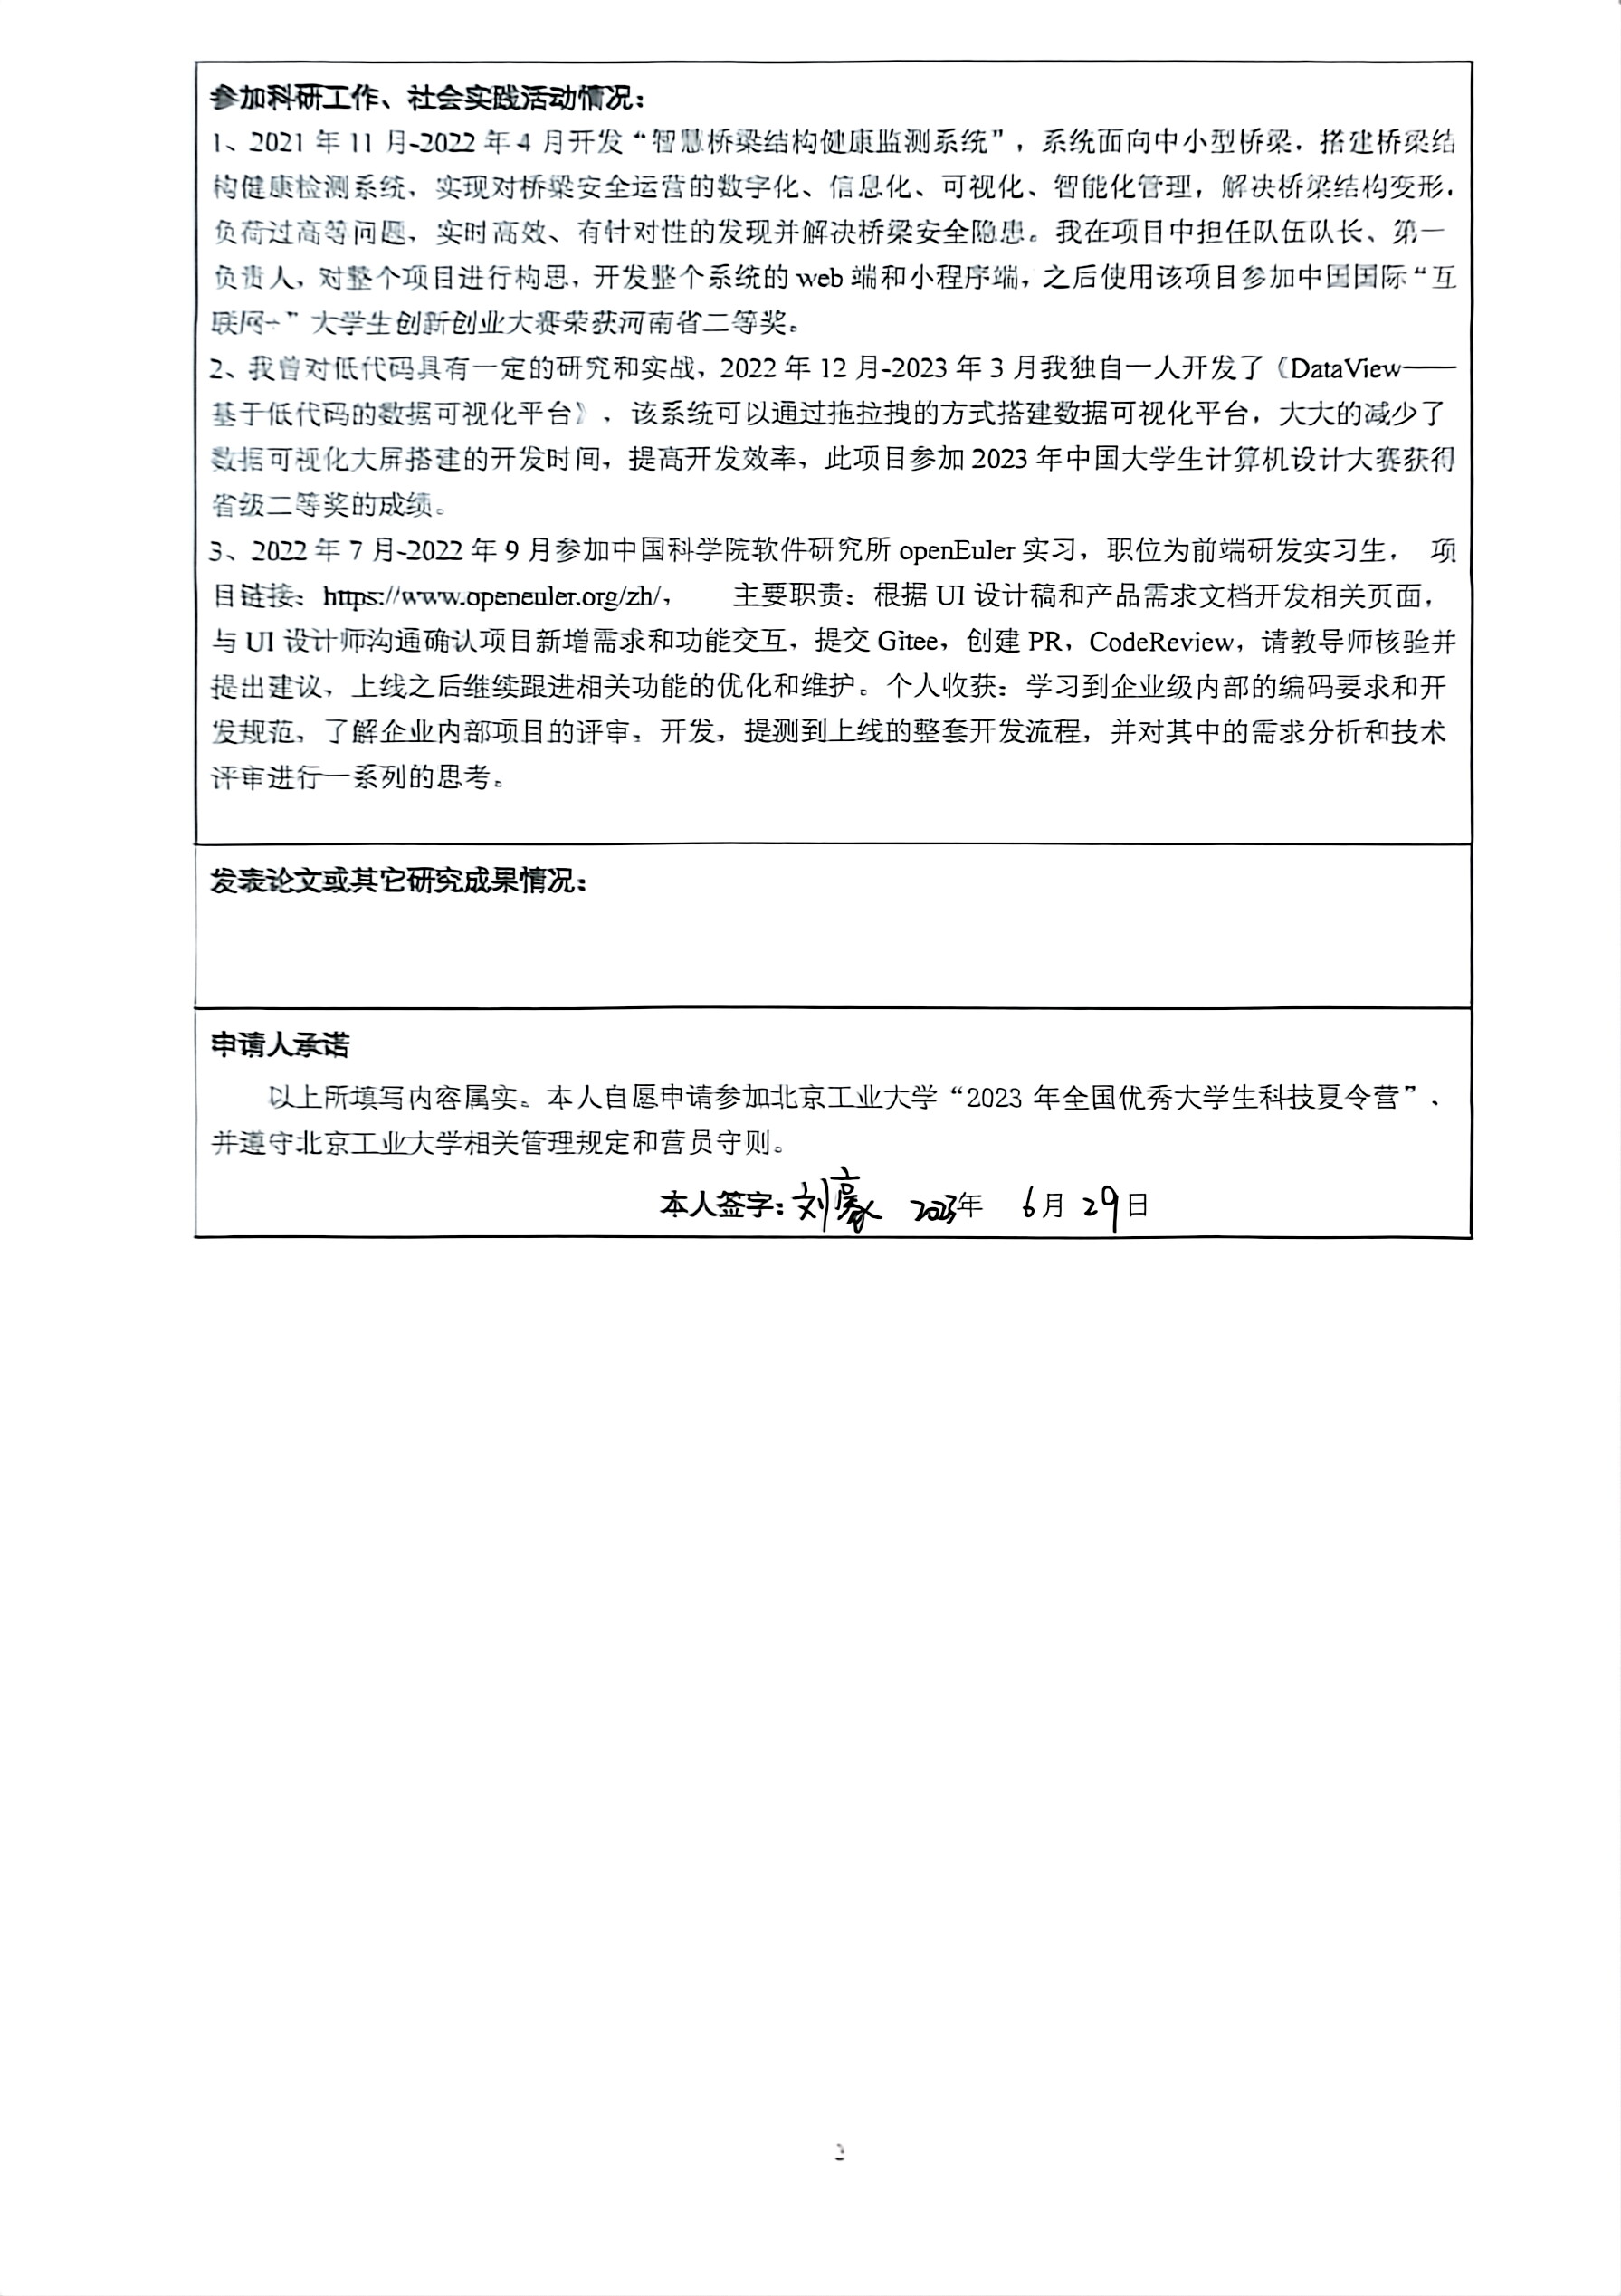 参加科研工作、社会实践活动情况：
1、2021 年 11 月-2022 年 4 月开发“智慧桥梁结构健康监测系统”，系统面向中小型桥梁，搭建桥梁结
构健康检测系统，实现对桥梁安全运营的数字化、信息化、可视化、智能化管理，解决桥梁结构变形，
负荷过高等问题，实时高效、有针对性的发现并解决桥梁安全隐患。我在项目中担任队伍队长、第一
负责人，对整个项目进行构思，开发整个系统的 web 端和小程序端，之后使用该项目参加中国国际“互
联网+”大学生创新创业大赛荣获河南省二等奖。
2、我曾对低代码具有一定的研究和实战，2022 年 12 月-2023 年 3 月我独自一人开发了《DataView——
基于低代码的数据可视化平台》，该系统可以通过拖拉拽的方式搭建数据可视化平台，大大的减少了
数据可视化大屏搭建的开发时间，提高开发效率，此项目参加 2023 年中国大学生计算机设计大赛获得
省级二等奖的成绩。
3、2022 年 7 月-2022 年 9 月参加中国科学院软件研究所 openEuler 实习，职位为前端研发实习生， 项
目链接：https://www.openeuler.org/zh/， 主要职责：根据 UI 设计稿和产品需求文档开发相关页面，
与 UI 设计师沟通确认项目新增需求和功能交互，提交 Gitee，创建 PR，CodeReview，请教导师核验并
提出建议，上线之后继续跟进相关功能的优化和维护。个人收获：学习到企业级内部的编码要求和开
发规范，了解企业内部项目的评审，开发，提测到上线的整套开发流程，并对其中的需求分析和技术
评审进行一系列的思考。
发表论文或其它研究成果情况：
申请人承诺
以上所填写内容属实。本人自愿申请参加北京工业大学“2023 年全国优秀大学生科技夏令营”、
并遵守北京工业大学相关管理规定和营员守则。
本人签字：刘豪 2023年 6月 29日
2